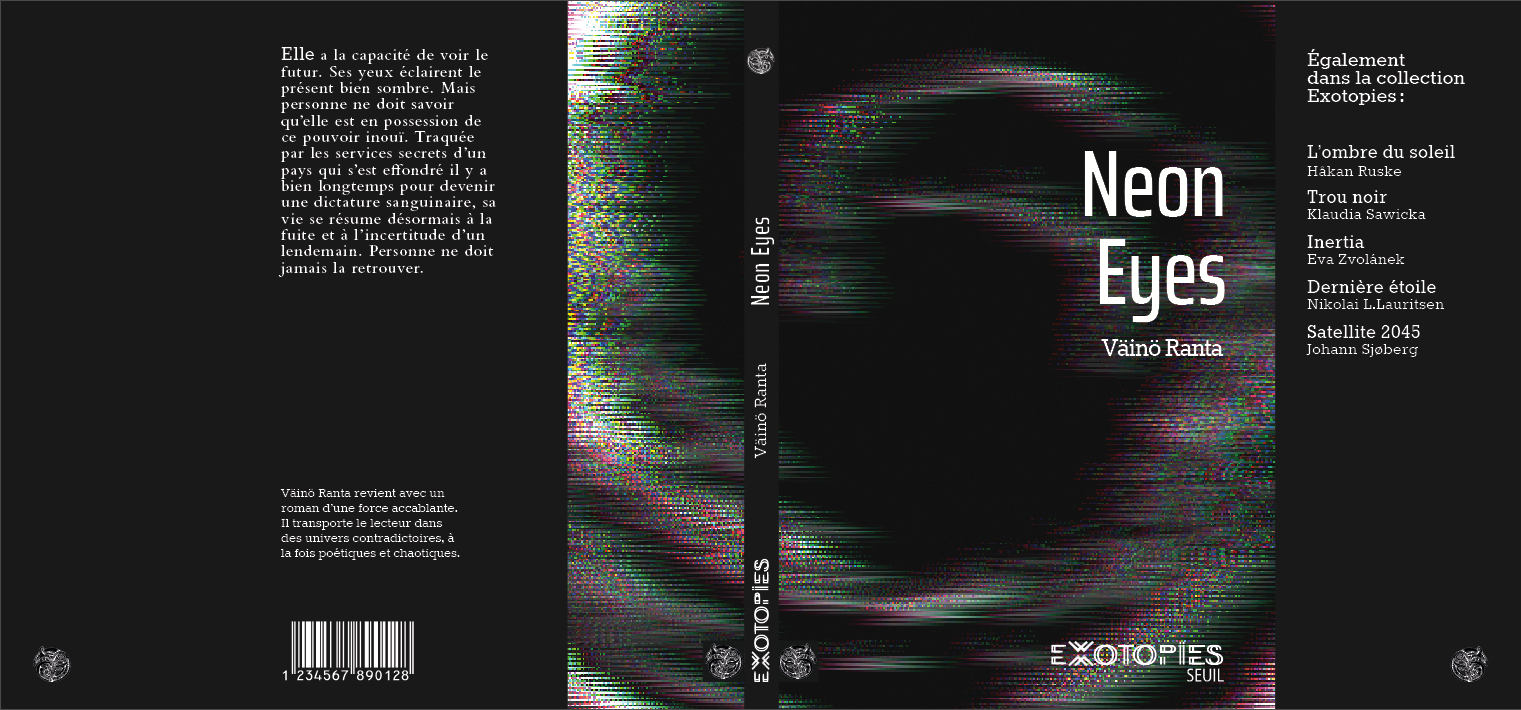 Elle a la capacité de voir le
futur. Ses yeux éclairent le
présent bien sombre. Mais
personne ne doit savoir
qu'elle est en possession de
ce pouvoir inouï. Traquée
par les services secrets d'un
pays qui s'est effondré il y a
bien longtemps pour devenir
une dictature sanguinaire, sa
vie se résume désormais à la
fuite et à l'incertitude d'un
lendemain. Personne ne doit
jamais la retrouver.
Väinö Ranta revient avec un
roman d'une force accablante.
Il transporte le lecteur dans
des univers contradictoires, à
la fois poétiques et chaotiques.
1 234567 890128
Neon Eyes
Väinö Ranta
EXOTOPIES
Neon
Eyes
Väinö Ranta
EXOTOPIES
SEUIL
Également
dans la collection
Exotopies :
L'ombre du soleil
Håkan Ruske
Trou noir
Klaudia Sawicka
Inertia
Eva Zvolánek
Dernière étoile
Nikolai L.Lauritsen
Satellite 2045
Johann Sjøberg